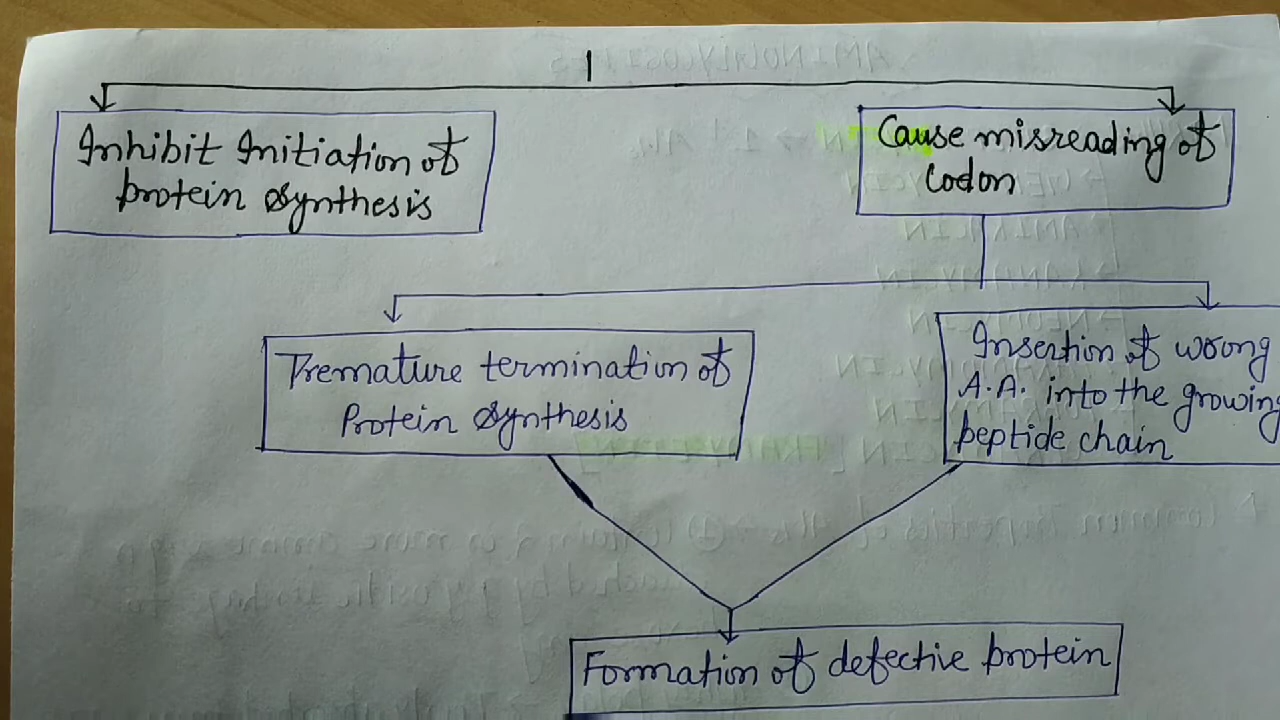 Inhibit Initiation of
protein synthesis
Cause misreading of
Codon
Premature termination of
Protein synthesis
Insertion of wrong
A.A. into the growing
peptide chain
Formation of defective protein